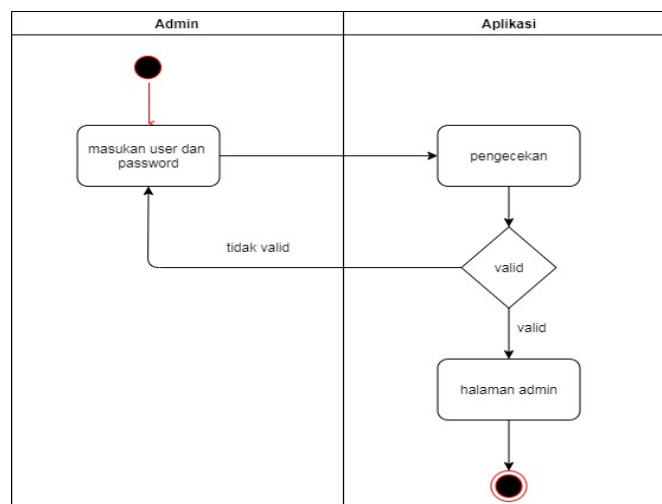 Admin
Aplikasi
masukan user dan
password
pengecekan
tidak valid
valid
valid
halaman admin